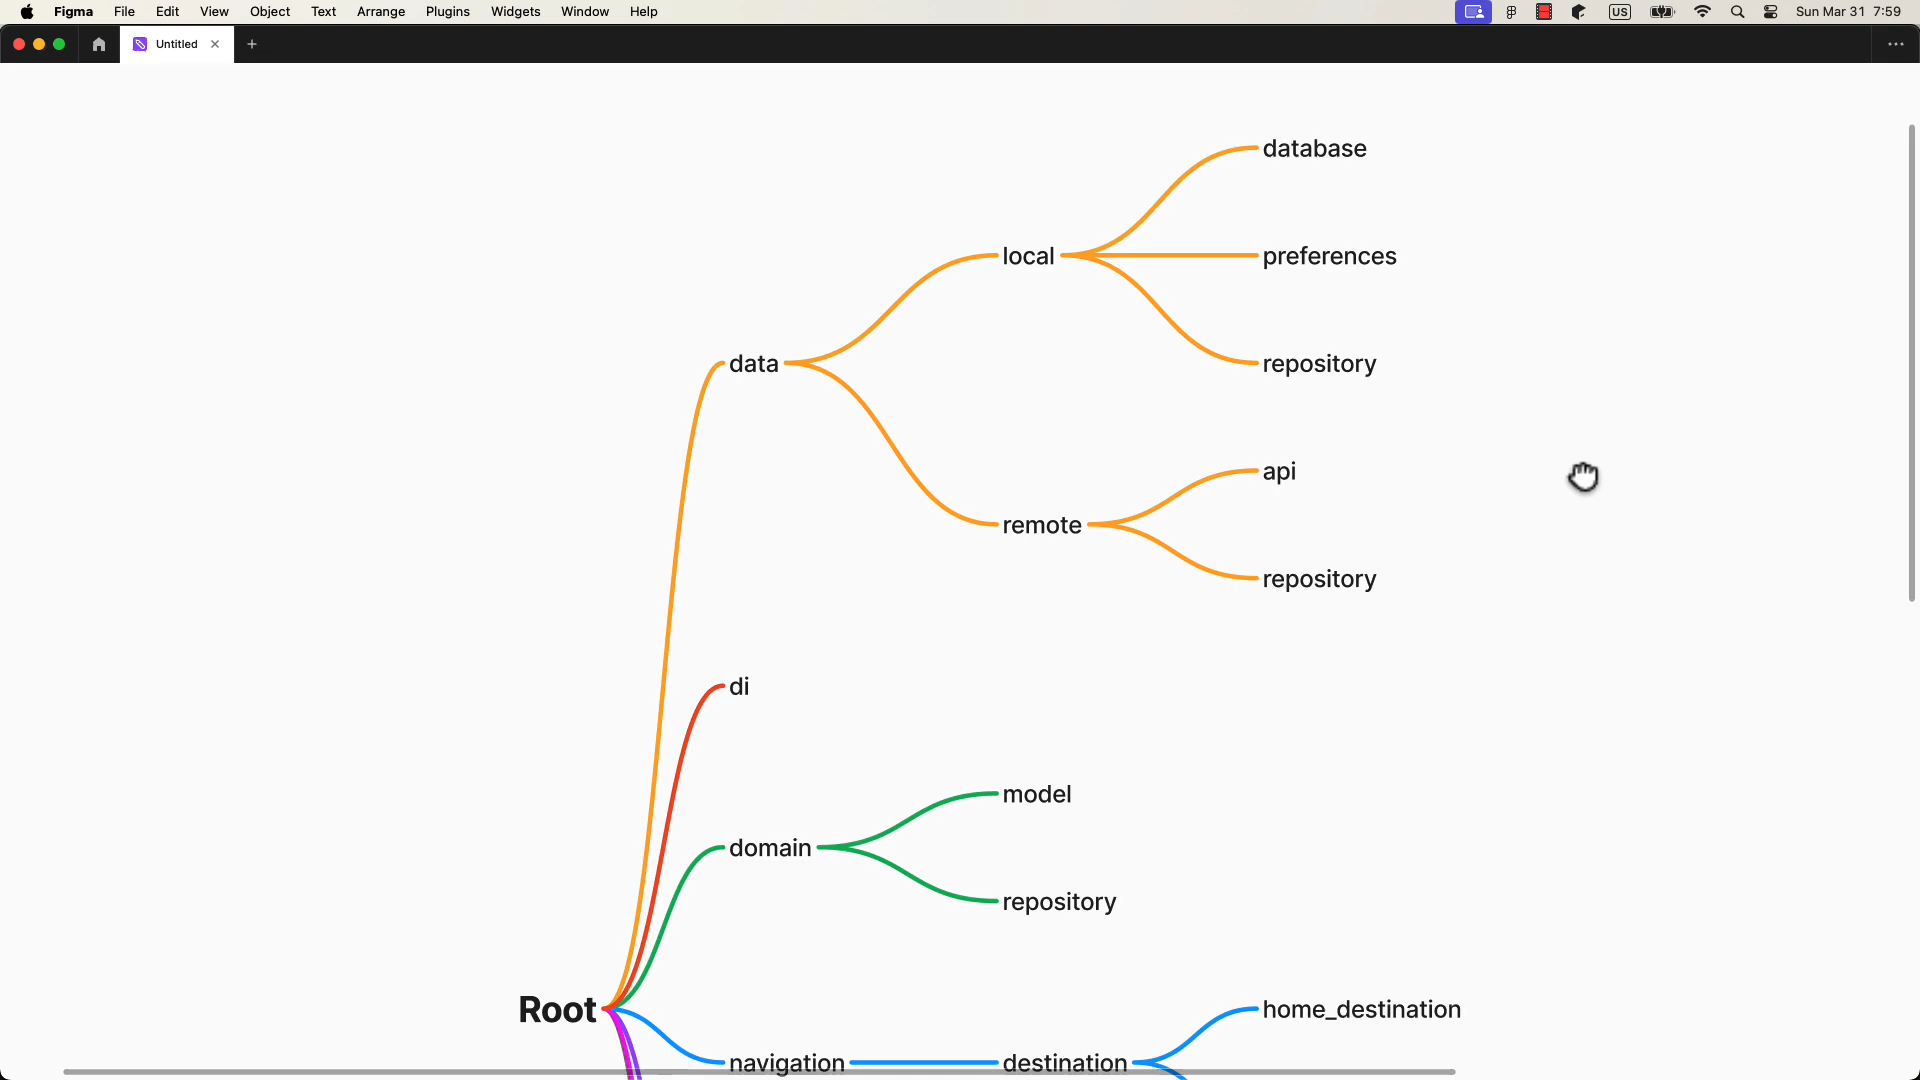 Figma File Edit View Object Text Arrange Plugins Widgets Window Help US Sun Mar 31 7:59
Untitled
database
local preferences
data repository
api
remote
repository
di
model
domain
repository
Root home_destination
navigation destination